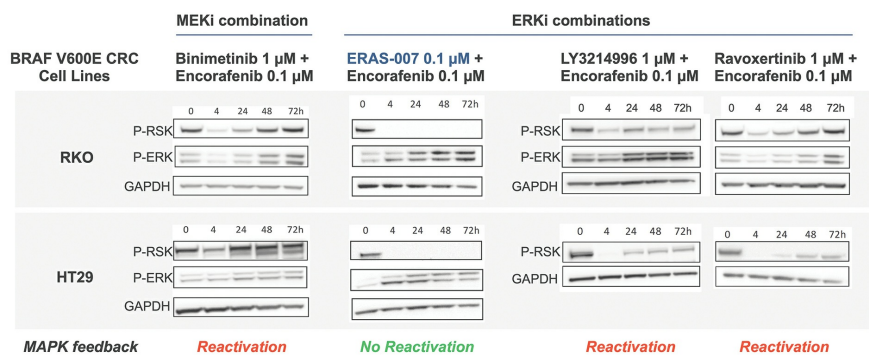 MEKi combination
ERKi combinations
BRAF V600E CRC Cell Lines
Binimetinib 1 µM + Encorafenib 0.1 µM
ERAS-007 0.1 µM + Encorafenib 0.1 µM
LY3214996 1 µM + Encorafenib 0.1 µM
Ravoxertinib 1 µM + Encorafenib 0.1 µM
RKO
0 4 24 48 72h
P-RSK
P-ERK
GAPDH
0 4 24 48 72h
0 4 24 48 72h
P-RSK
P-ERK
GAPDH
0 4 24 48 72h
HT29
0 4 24 48 72h
P-RSK
P-ERK
GAPDH
0 4 24 48 72h
0 4 24 48 72h
P-RSK
GAPDH
0 4 24 48 72h
MAPK feedback
Reactivation
No Reactivation
Reactivation
Reactivation